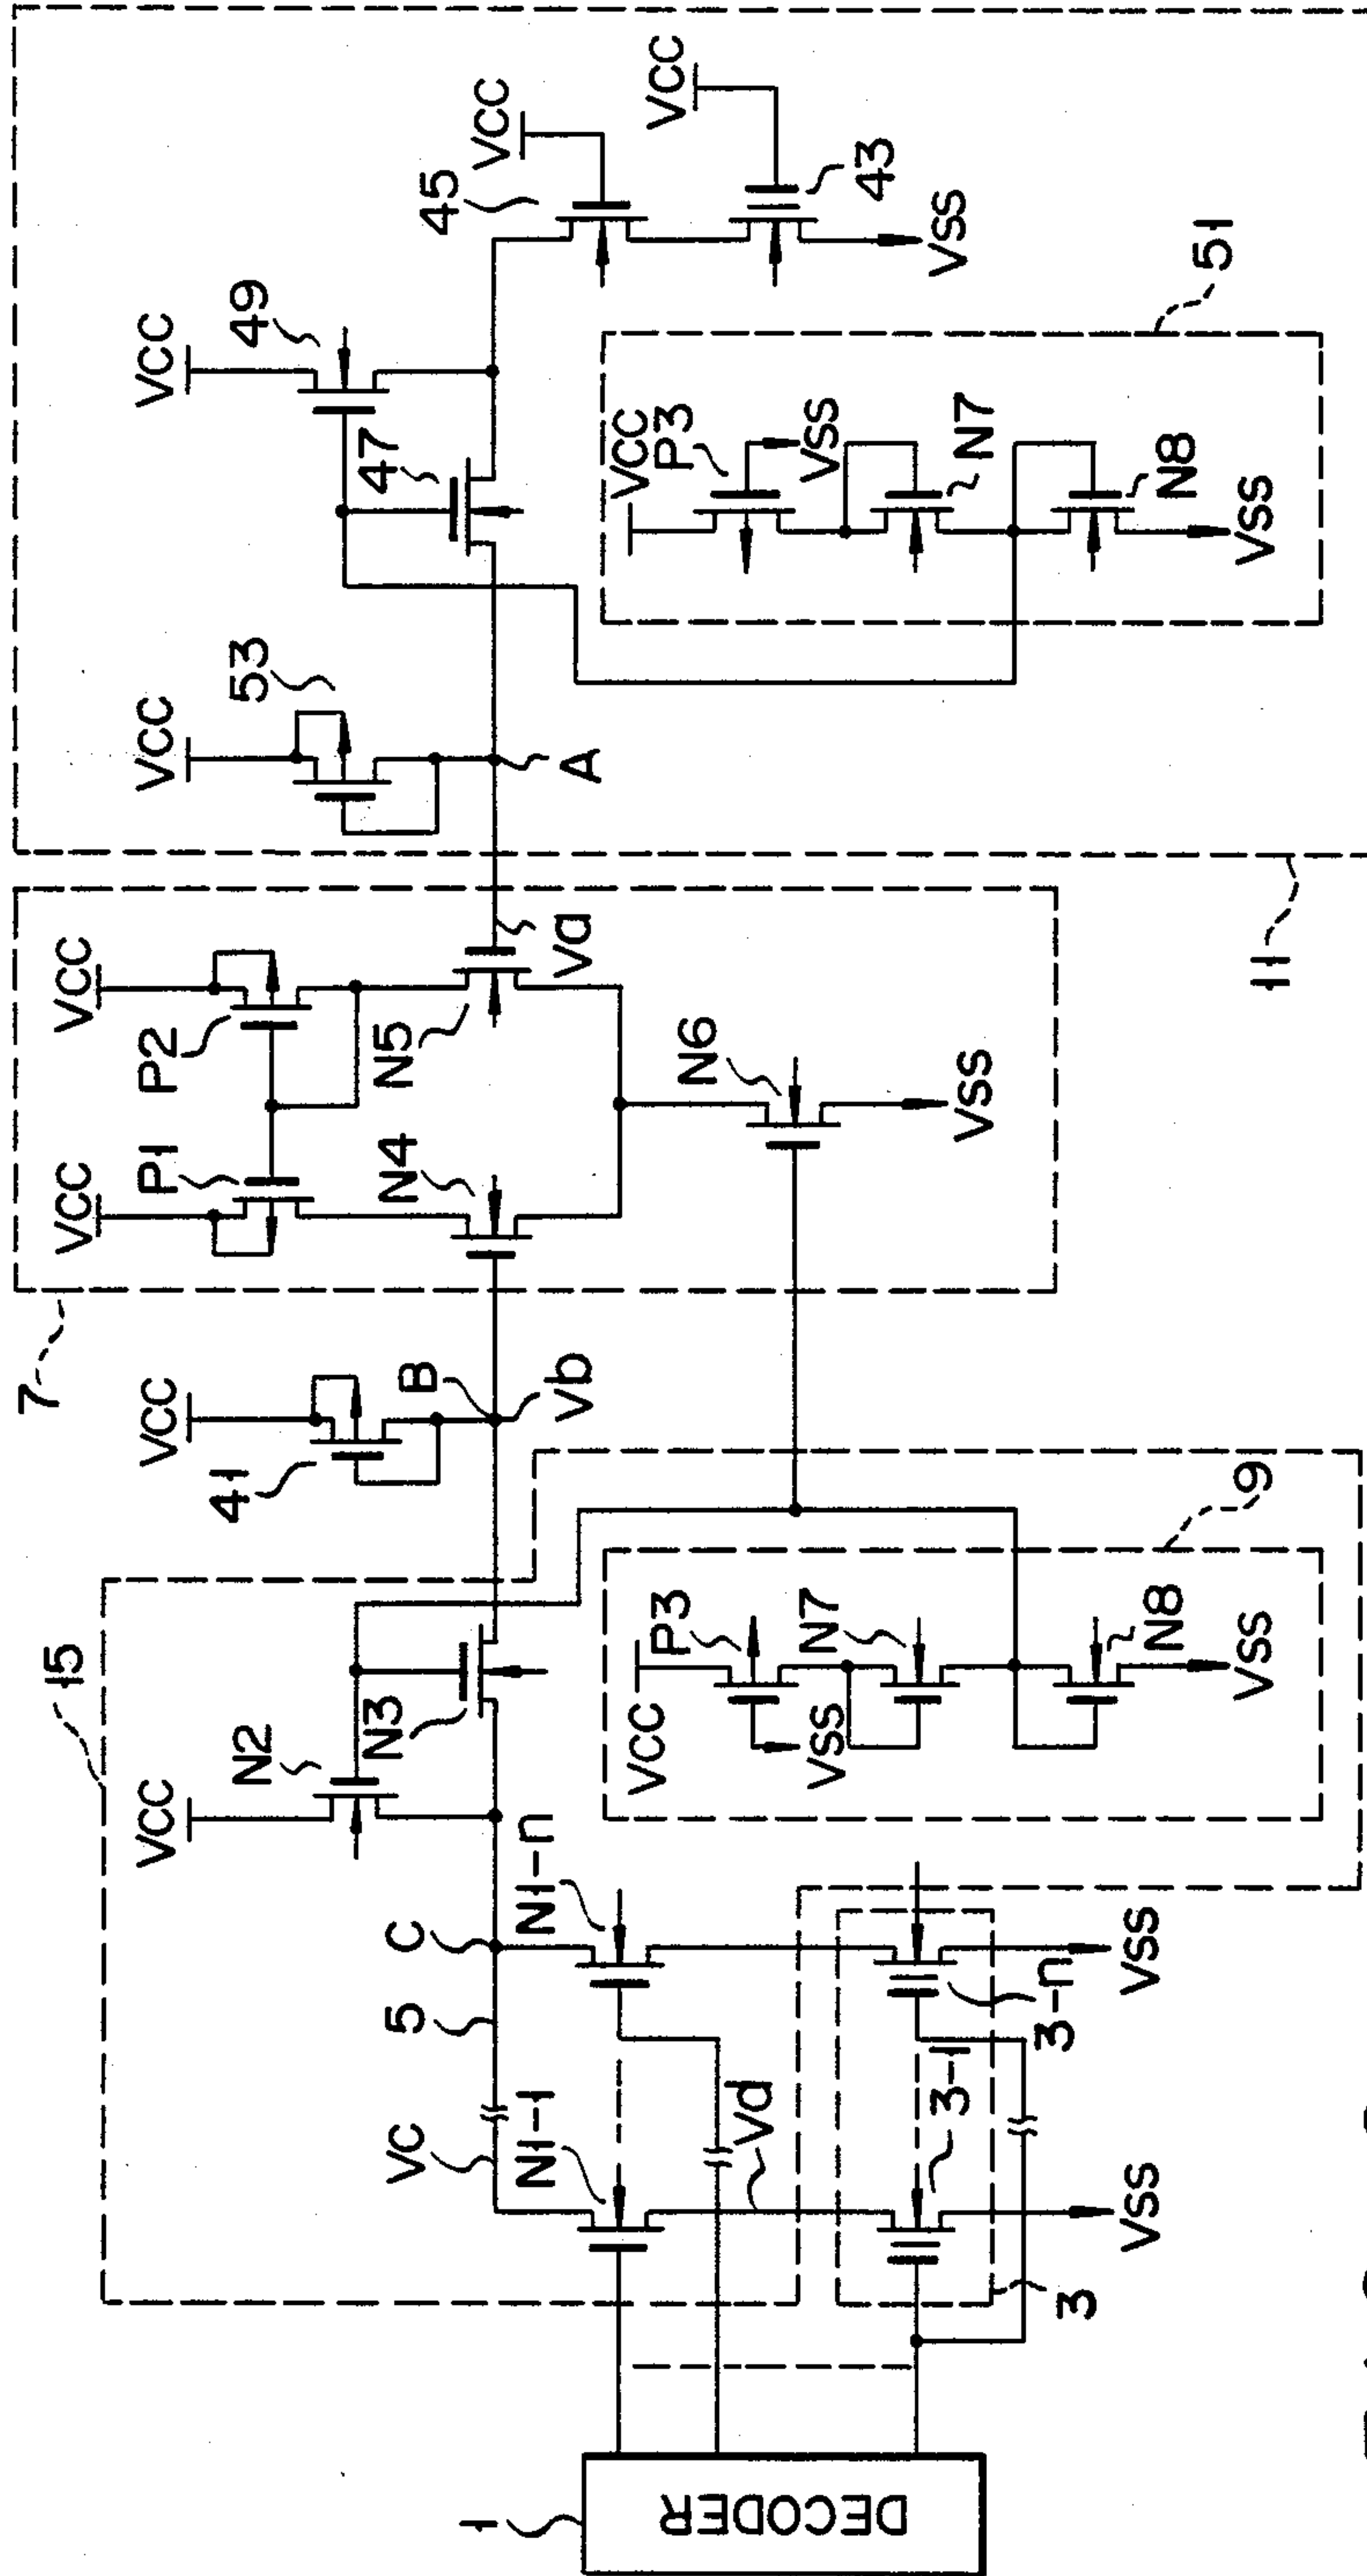 7
15
VCC
VCC
VCC
N2
VCC
41
P1
P2
VCC
53
VCC
49
VC
5
C
N3
B
N4
N5
47
45
VCC
N1-1
N1-n
Vb
Va
A
VCC
1
DECODER
Vd
VCC
P3
N6
VCC
P3
43
VSS
N7
VSS
N7
VSS
3-1
3-n
VSS
3
VSS
VSS
N8
VSS
9
11
N8
VSS
51